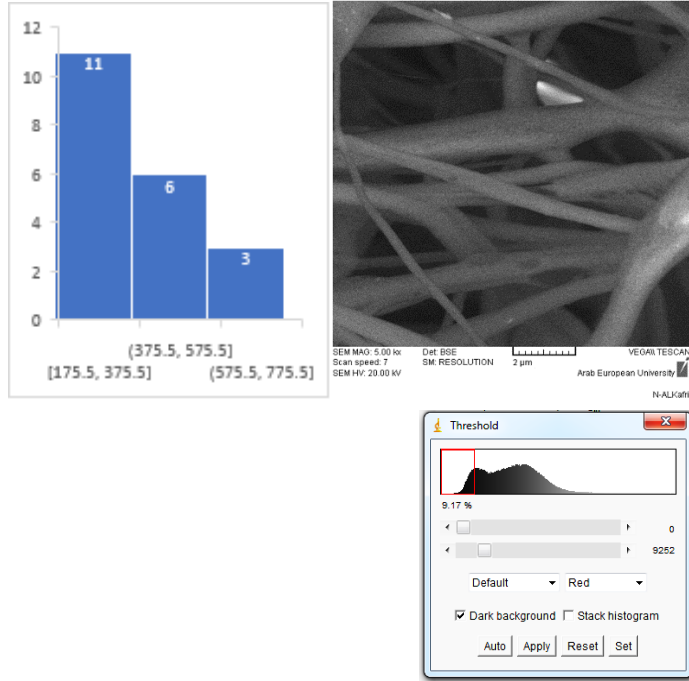 12
10
8
6
4
2
0
11
6
3
(375.5, 575.5]
[175.5, 375.5]
(575.5, 775.5]
SEM MAG: 5.00 kx
Det: BSE
VEGA\\ TESCAN
Scan speed: 7
SM: RESOLUTION
2 µm
SEM HV: 20.00 kV
Arab European University
N-ALKafri
Threshold
9.17 %
0
9252
Default
Red
Dark background
Stack histogram
Auto
Apply
Reset
Set